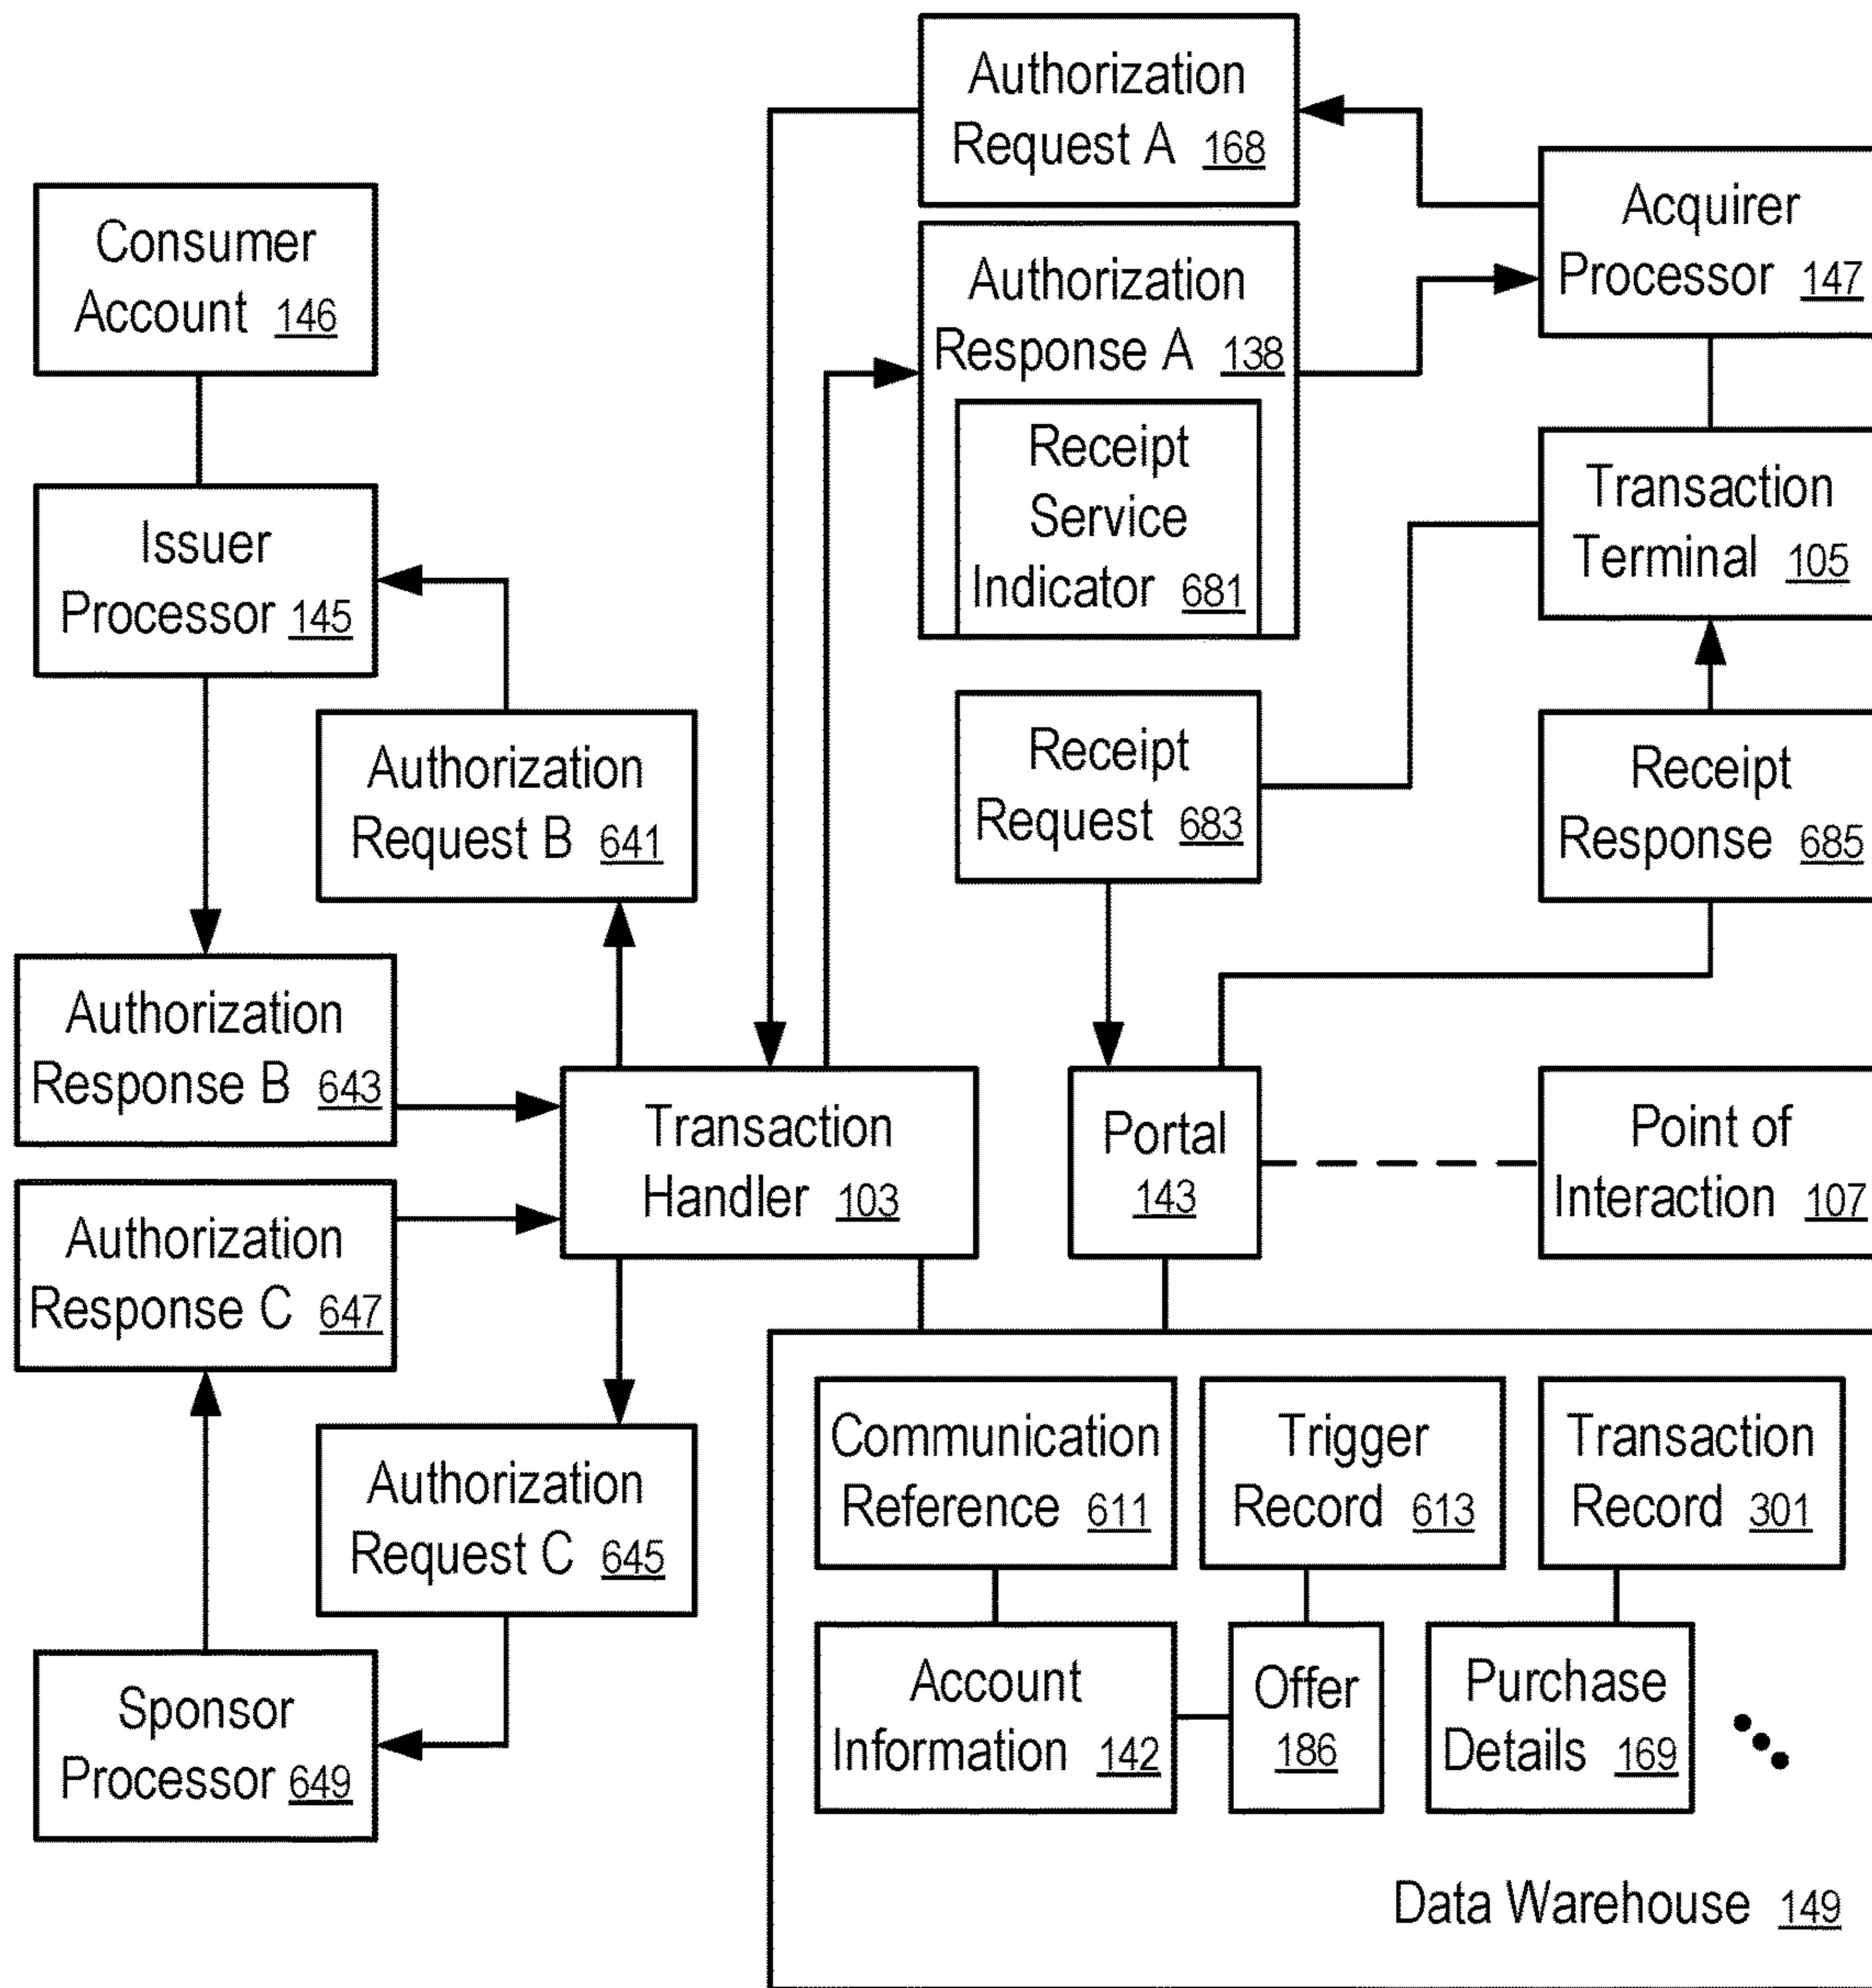 Authorization
Request A 168
Acquirer
Processor 147
Consumer
Account 146
Authorization
Response A 138
Receipt
Service
Indicator 681
Transaction
Terminal 105
Issuer
Processor 145
Authorization
Request B 641
Receipt
Request 683
Receipt
Response 685
Authorization
Response B 643
Transaction
Handler 103
Portal
143
Point of
Interaction 107
Authorization
Response C 647
Authorization
Request C 645
Sponsor
Processor 649
Communication
Reference 611
Trigger
Record 613
Transaction
Record 301
Account
Information 142
Offer
186
Purchase
Details 169
Data Warehouse 149